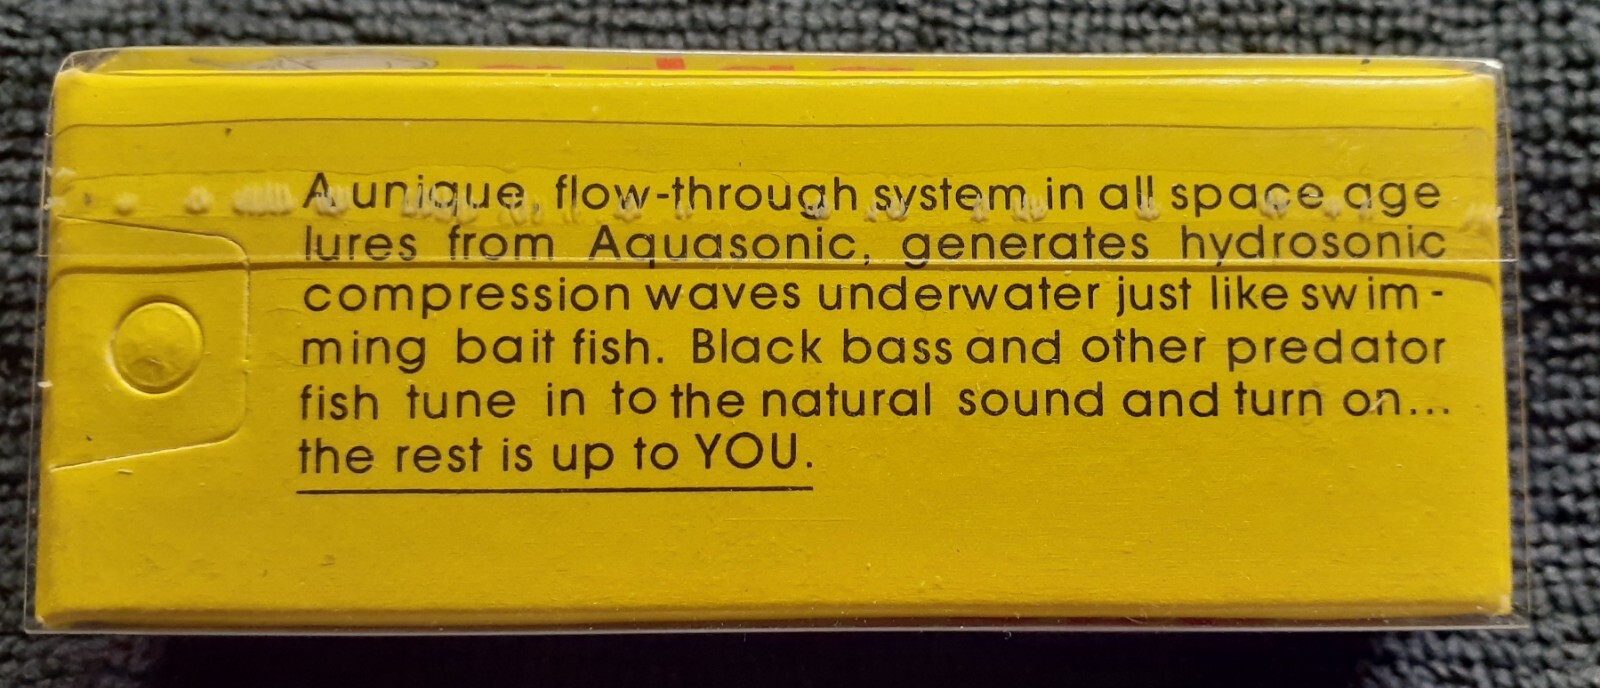 A unique, flow-through system in all space age
lures from Aquasonic, generates hydrosonic
compression waves underwater just like swim-
ming bait fish. Black bass and other predator
fish tune in to the natural sound and turn on...
the rest is up to YOU.